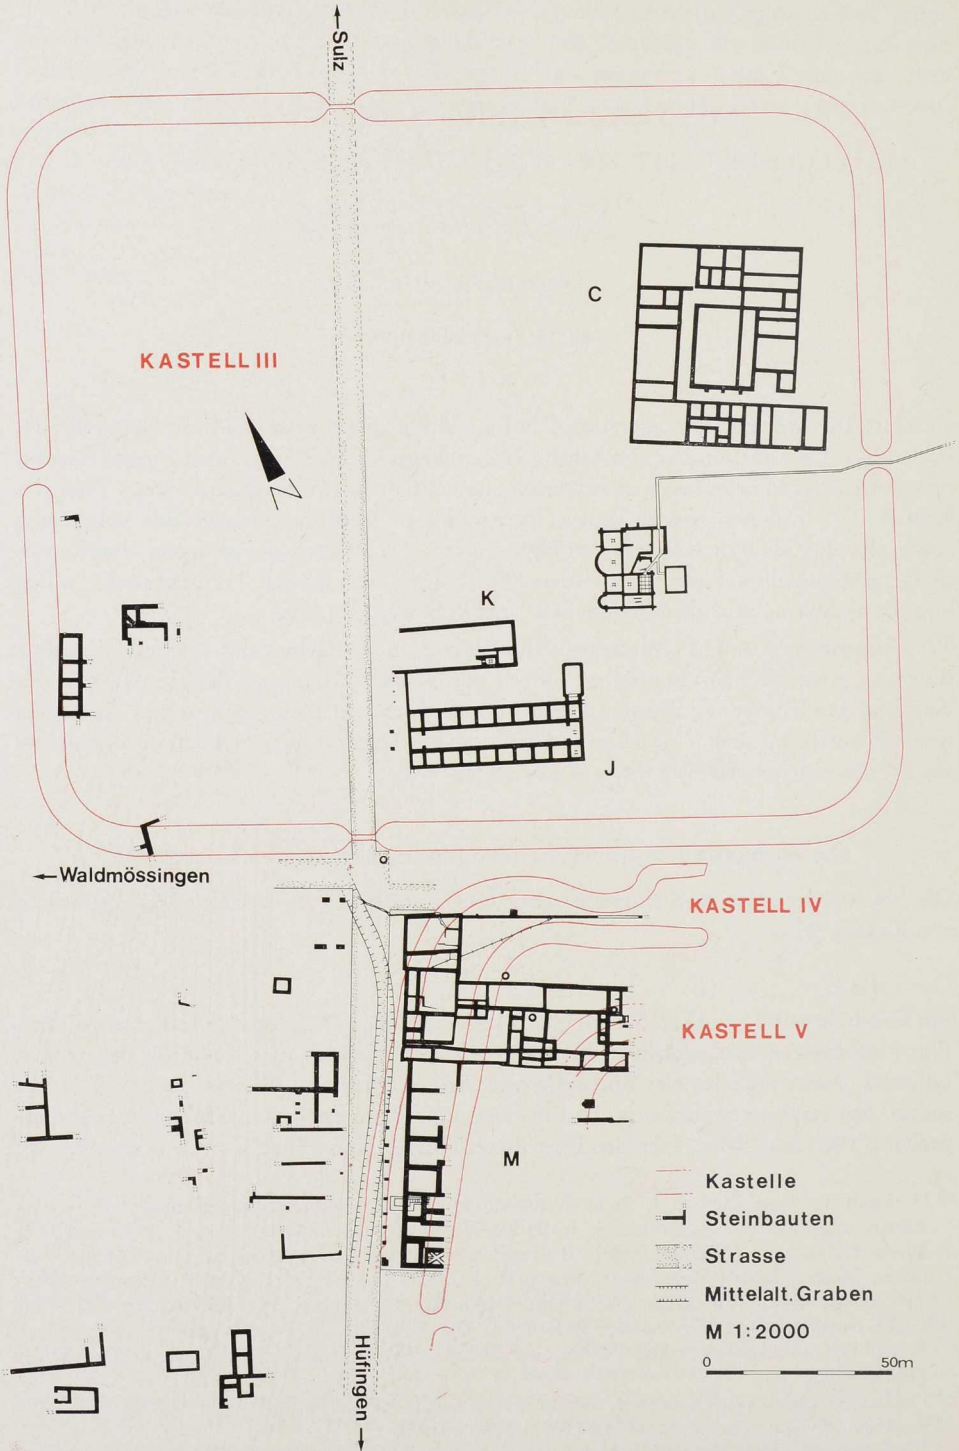 Sulz
C
KASTELL III
N
K
J
Waldmössingen
KASTELL IV
KASTELL V
M
Kastelle
Steinbauten
Strasse
Mittelalt. Graben
M 1:2000
0 50m
Hüfingen